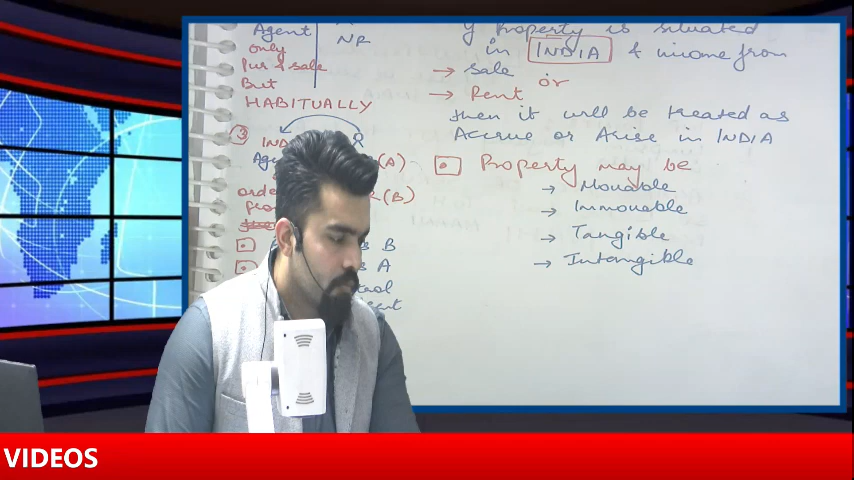 Agent
NR
only
Pur & sale
But
HABITUALLY
③
(A)
(B)
B
A
If Property is situated
in INDIA & income from
→ Sale
or
→ Rent
then it will be treated as
Accrue or Arise in INDIA
Property may be
→ Movable
→ Immovable
→ Tangible
→ Intangible
VIDEOS